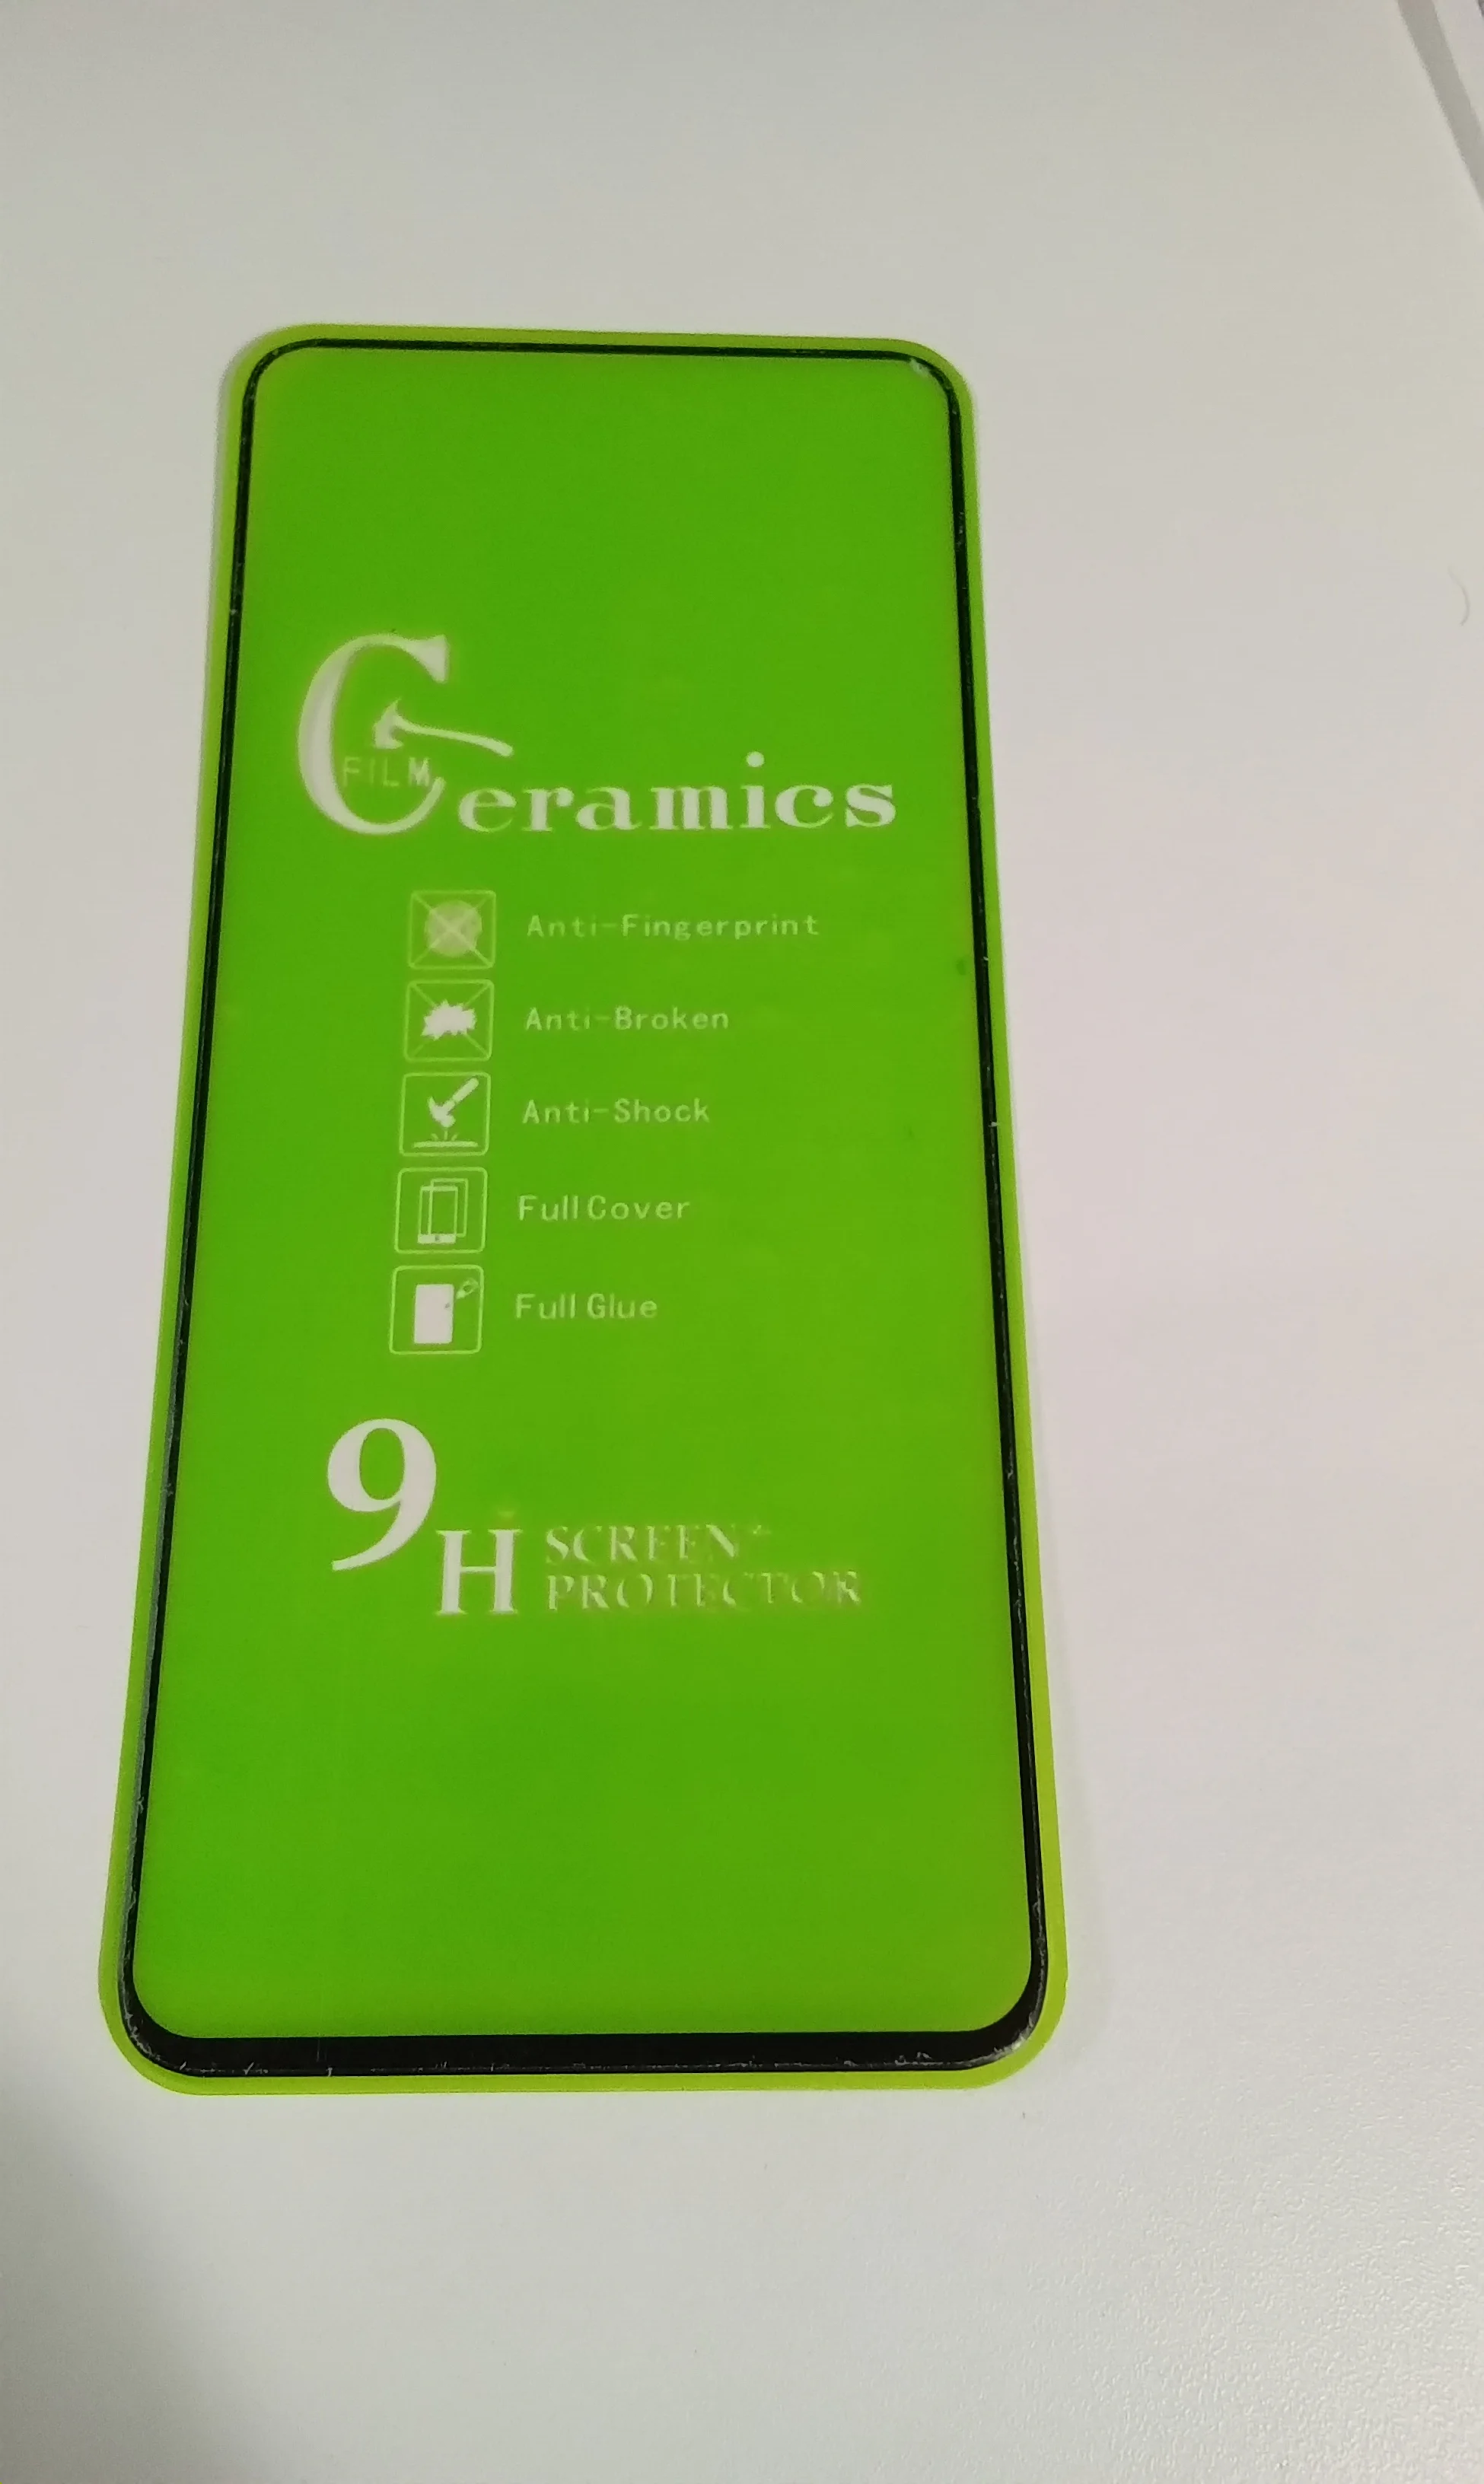 Ceramics
FILM
Anti-Fingerprint
Anti-Broken
Anti-Shock
Full Cover
Full Glue
9H SCREEN+
PROTECTOR